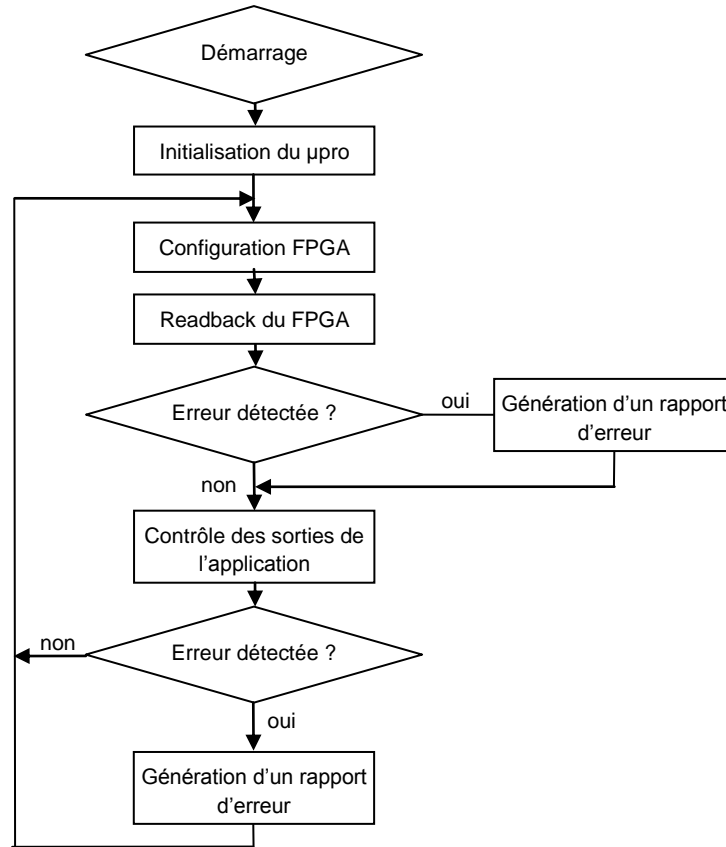 Démarrage
Initialisation du µpro
Configuration FPGA
Readback du FPGA
Erreur détectée ?
oui
Génération d’un rapport
d’erreur
non
Contrôle des sorties de
l’application
non
Erreur détectée ?
oui
Génération d’un rapport
d’erreur